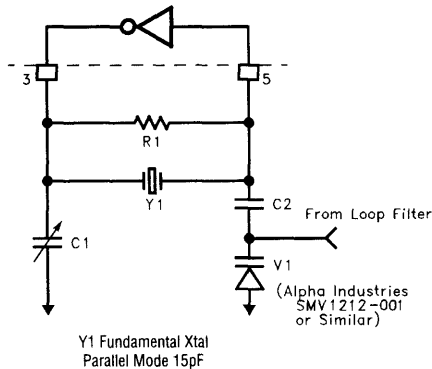 3
5
R1
Y1
C2
From Loop Filter
C1
V1
(Alpha Industries
SMV1212-001
or Similar)
Y1 Fundamental Xtal
Parallel Mode 15pF